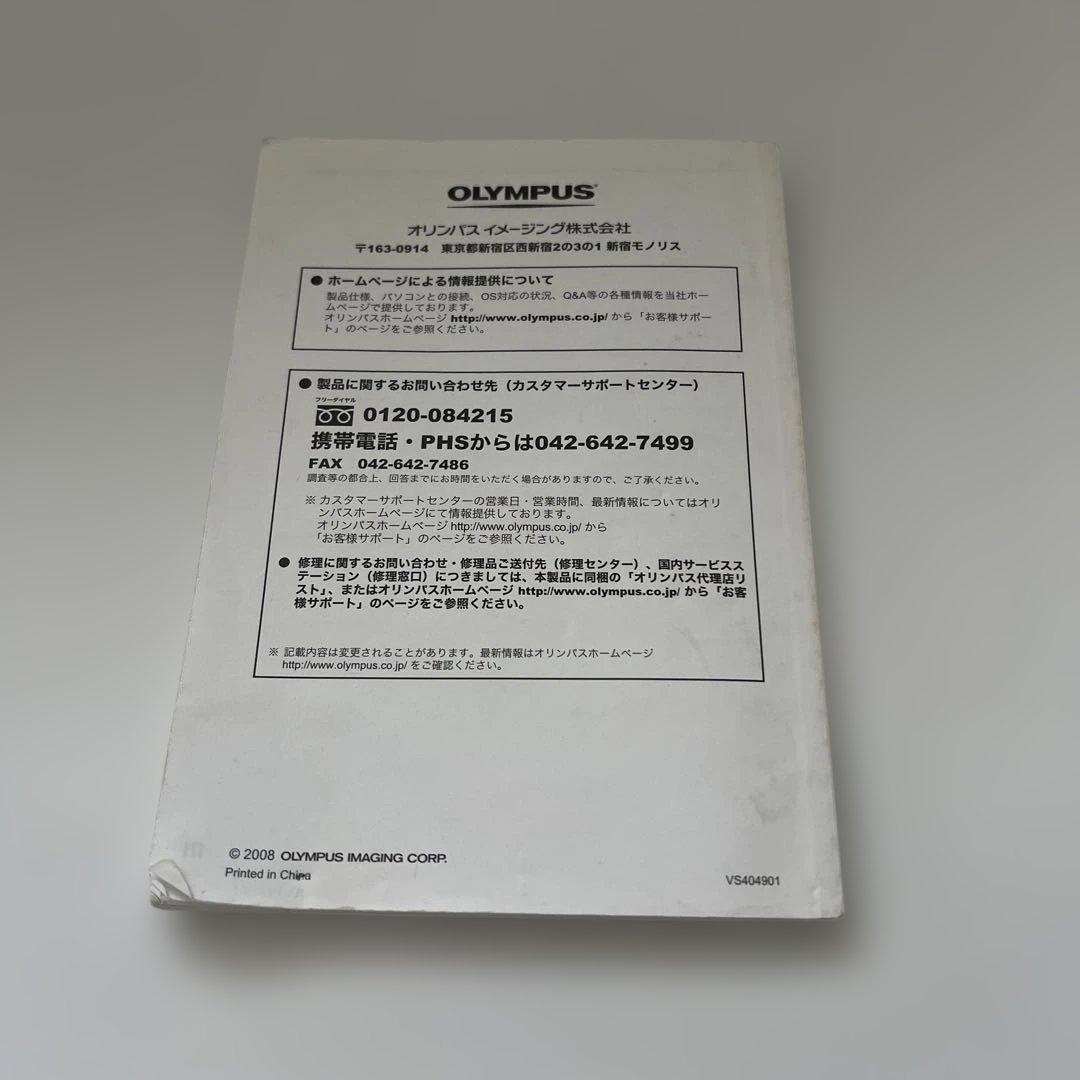 OLYMPUS®
オリンパス イメージング株式会社
〒163-0914 東京都新宿区西新宿2の3の1 新宿モノリス
● ホームページによる情報提供について
製品仕様、パソコンとの接続、OS対応の状況、Q&A等の各種情報を当社ホー
ムページで提供しております。
オリンパスホームページ http://www.olympus.co.jp/ から「お客様サポー
ト」のページをご参照ください。
● 製品に関するお問い合わせ先（カスタマーサポートセンター）
フリーダイヤル
0120-084215
携帯電話・PHSからは042-642-7499
FAX 042-642-7486
調査等の都合上、回答までにお時間をいただく場合がありますので、ご了承ください。
※ カスタマーサポートセンターの営業日・営業時間、最新情報についてはオリ
ンパスホームページにて情報提供しております。
オリンパスホームページ http://www.olympus.co.jp/ から
「お客様サポート」のページをご参照ください。
● 修理に関するお問い合わせ・修理品ご送付先（修理センター）、国内サービスス
テーション（修理窓口）につきましては、本製品に同梱の「オリンパス代理店リ
スト」、またはオリンパスホームページ http://www.olympus.co.jp/ から「お客
様サポート」のページをご参照ください。
※ 記載内容は変更されることがあります。最新情報はオリンパスホームページ
http://www.olympus.co.jp/ をご確認ください。
© 2008 OLYMPUS IMAGING CORP.
Printed in China
VS404901